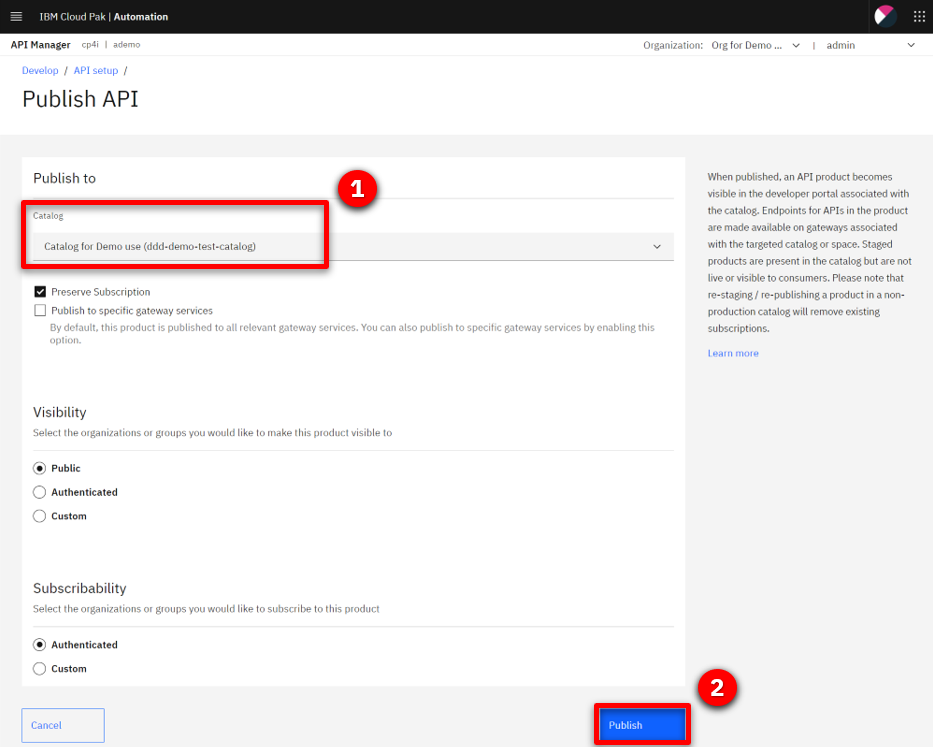 IBM Cloud Pak | Automation
API Manager cp4i | ademo
Organization: Org for Demo ... | admin
Develop / API setup /
Publish API
Publish to
1
Catalog
Catalog for Demo use (ddd-demo-test-catalog)
Preserve Subscription
Publish to specific gateway services
By default, this product is published to all relevant gateway services. You can also publish to specific gateway services by enabling this
option.
Visibility
Select the organizations or groups you would like to make this product visible to
Public
Authenticated
Custom
Subscribability
Select the organizations or groups you would like to subscribe to this product
Authenticated
Custom
2
Cancel
Publish
When published, an API product becomes
visible in the developer portal associated with
the catalog. Endpoints for APIs in the product
are made available on gateways associated
with the targeted catalog or space. Staged
products are present in the catalog but are not
live or visible to consumers. Please note that
re-staging / re-publishing a product in a non-
production catalog will remove existing
subscriptions.
Learn more